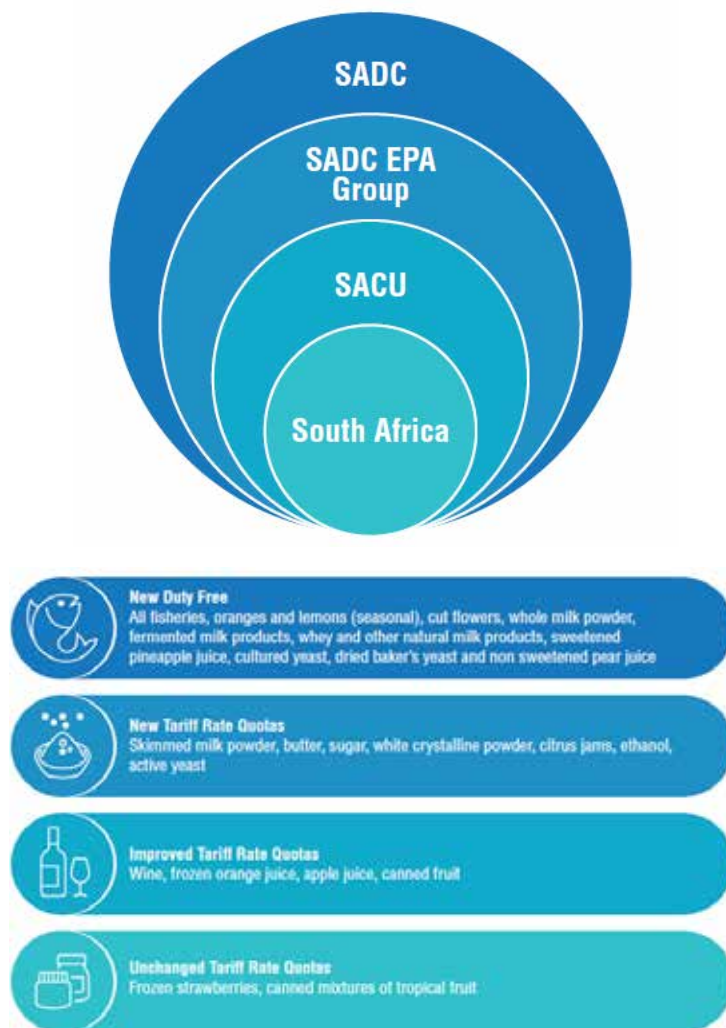 SADC
SADC EPA
Group
SACU
South Africa
New Duty Free
All fisheries, oranges and lemons (seasonal), cut flowers, whole milk powder,
fermented milk products, whey and other natural milk products, sweetened
pineapple juice, cultured yeast, dried baker's yeast and non sweetened pear juice
New Tariff Rate Quotas
Skimmed milk powder, butter, sugar, white crystalline powder, citrus jams, ethanol,
active yeast
Improved Tariff Rate Quotas
Wine, frozen orange juice, apple juice, canned fruit
Unchanged Tariff Rate Quotas
Frozen strawberries, canned mixtures of tropical fruit